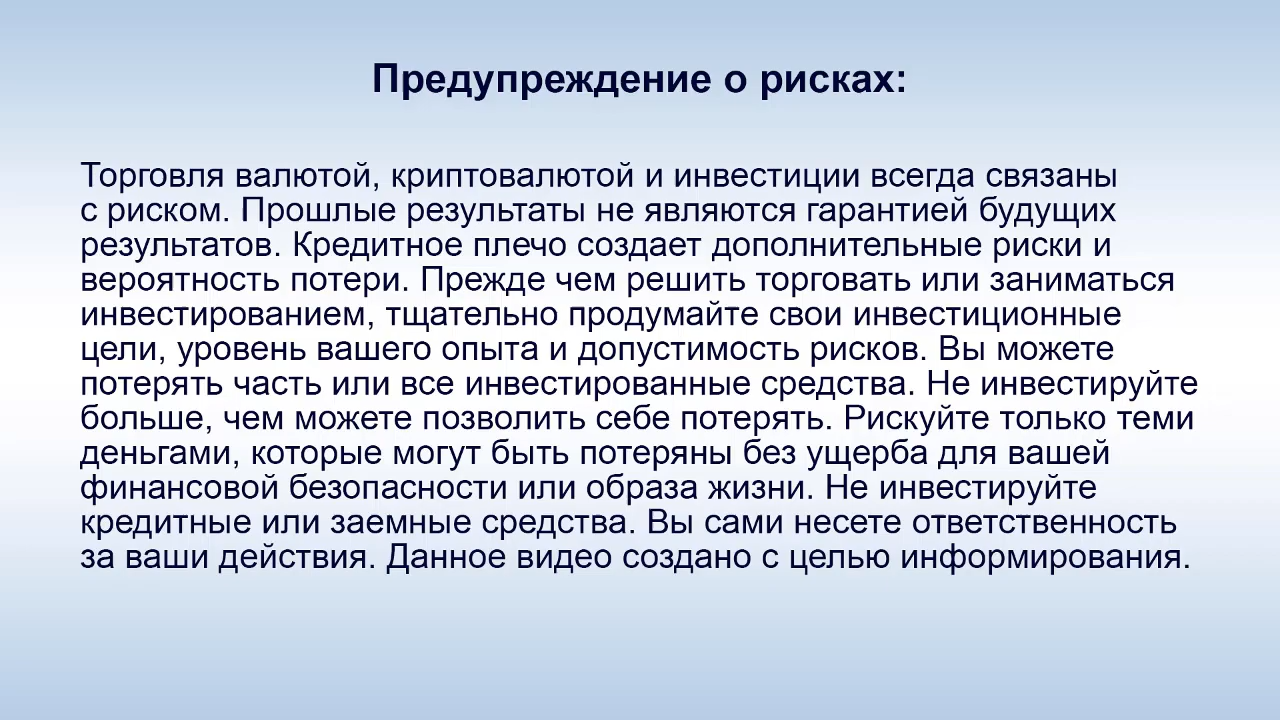 Предупреждение о рисках:
Торговля валютой, криптовалютой и инвестиции всегда связаны
с риском. Прошлые результаты не являются гарантией будущих
результатов. Кредитное плечо создает дополнительные риски и
вероятность потери. Прежде чем решить торговать или заниматься
инвестированием, тщательно продумайте свои инвестиционные
цели, уровень вашего опыта и допустимость рисков. Вы можете
потерять часть или все инвестированные средства. Не инвестируйте
больше, чем можете позволить себе потерять. Рискуйте только теми
деньгами, которые могут быть потеряны без ущерба для вашей
финансовой безопасности или образа жизни. Не инвестируйте
кредитные или заемные средства. Вы сами несете ответственность
за ваши действия. Данное видео создано с целью информирования.